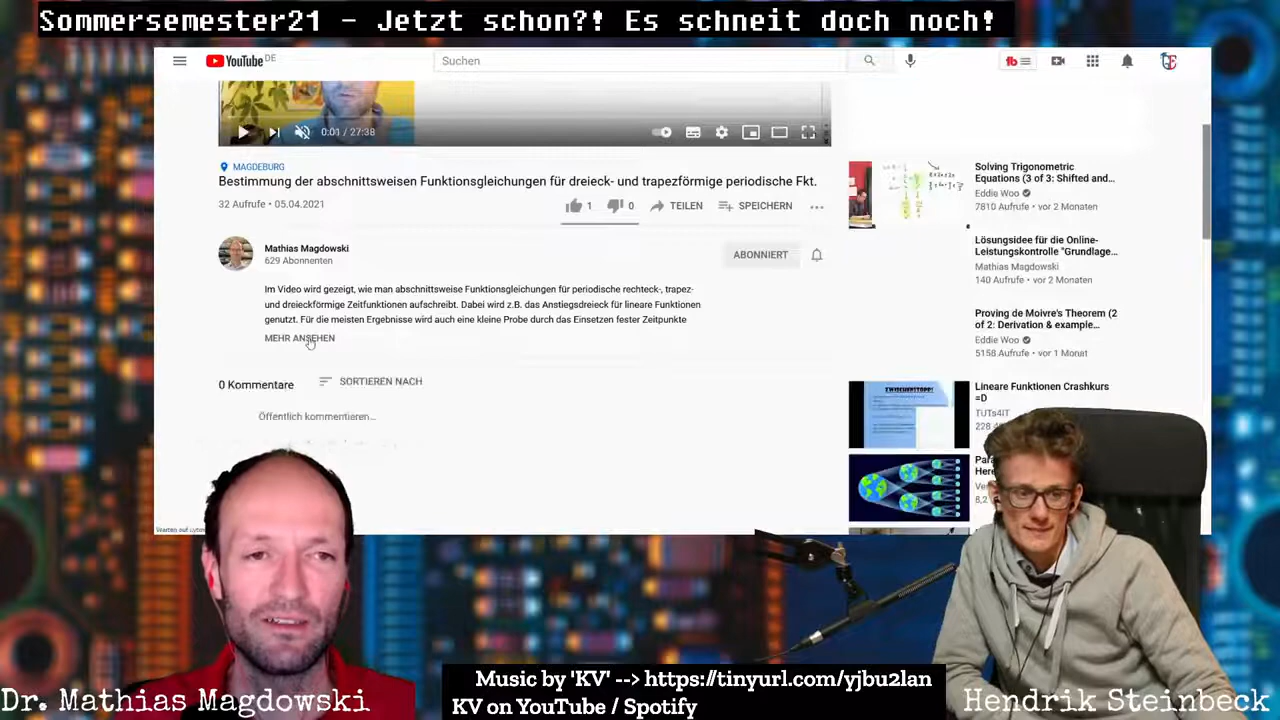 Sommersemester21 - Jetzt schon?! Es schneit doch noch!
YouTube DE
Suchen
0:01 / 27:38
MAGDEBURG
Bestimmung der abschnittsweisen Funktionsgleichungen für dreieck- und trapezförmige periodische Fkt.
32 Aufrufe • 05.04.2021
1
0
TEILEN
SPEICHERN
Mathias Magdowski
629 Abonnenten
ABONNIERT
Im Video wird gezeigt, wie man abschnittsweise Funktionsgleichungen für periodische rechteck-, trapez-
und dreieckförmige Zeitfunktionen aufschreibt. Dabei wird z.B. das Anstiegsdreieck für lineare Funktionen
genutzt. Für die meisten Ergebnisse wird auch eine kleine Probe durch das Einsetzen fester Zeitpunkte
MEHR ANSEHEN
0 Kommentare
SORTIEREN NACH
Öffentlich kommentieren...
Solving Trigonometric
Equations (3 of 3: Shifted and...
Eddie Woo
7810 Aufrufe • vor 2 Monaten
Lösungsidee für die Online-
Leistungskontrolle "Grundlage...
Mathias Magdowski
140 Aufrufe • vor 2 Monaten
Proving de Moivre's Theorem (2
of 2: Derivation & example...
Eddie Woo
5158 Aufrufe • vor 1 Monat
ZWISCHENSTOPP!
Lineare Funktionen Crashkurs
=D
TUTs4IT
Dr. Mathias Magdowski
Music by 'KV' --> https://tinyurl.com/yjbu2lan
KV on YouTube / Spotify
Hendrik Steinbeck